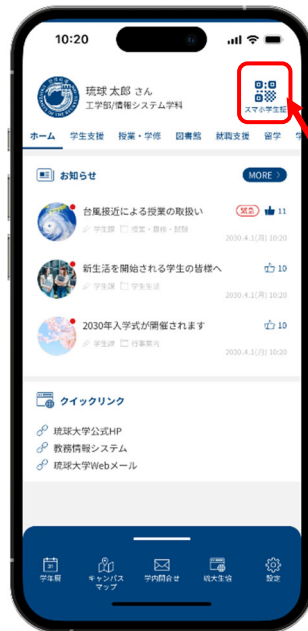 10:20
琉球 太郎 さん
工学部/情報システム学科
スマホ学生証
ホーム 学生支援 授業・学修 図書館 就職支援 留学
お知らせ
MORE
台風接近による授業の取扱い
緊急 11
学生課 授業・履修・試験
2030.4.1(月) 10:20
新生活を開始される学生の皆様へ
10
学生課 学生生活
2030.4.1(月) 10:20
2030年入学式が開催されます
10
学生課 行事案内
2030.4.1(月) 10:20
クイックリンク
琉球大学公式HP
教務情報システム
琉球大学Webメール
31
学年暦 キャンパスマップ 学内問合せ 琉大生協 設定